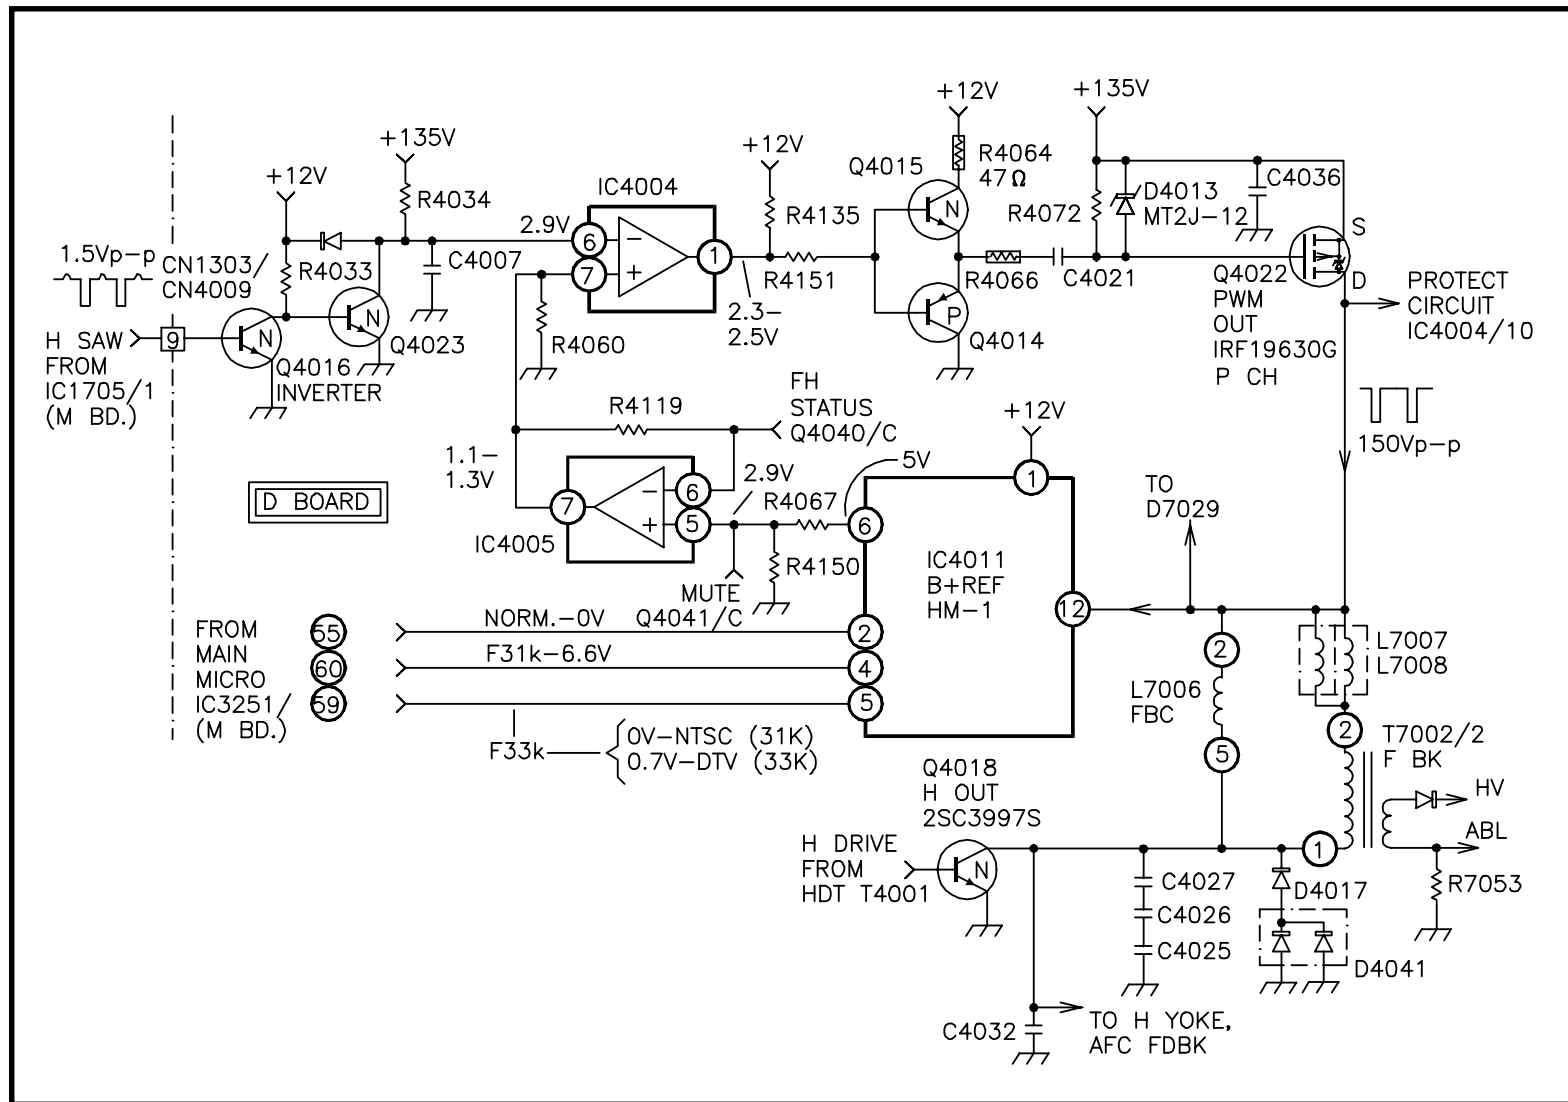 +12V
+135V
+12V
R4064
47Ω
+135V
Q4015
N
D4013
MT2J-12
C4036
R4072
+12V
R4034
IC4004
2.9V
6
7
1
R4135
R4151
2.3-
2.5V
R4066
C4021
S
D
Q4022
PWM
OUT
IRF19630G
P CH
PROTECT
CIRCUIT
IC4004/10
P
Q4014
1.5Vp-p
CN1303/
CN4009
R4033
C4007
H SAW
FROM
IC1705/1
(M BD.)
9
N
Q4016
INVERTER
N
Q4023
R4060
150Vp-p
R4119
FH
STATUS
Q4040/C
+12V
1
1.1-
1.3V
2.9V
5V
TO
D7029
D BOARD
7
6
5
IC4005
R4067
R4150
MUTE
Q4041/C
6
IC4011
B+REF
HM-1
12
FROM
MAIN
MICRO
IC3251/
(M BD.)
55
60
59
NORM.-0V
F31k-6.6V
F33k
0V-NTSC (31K)
0.7V-DTV (33K)
2
4
5
2
L7006
FBC
5
L7007
L7008
2
T7002/2
F BK
HV
ABL
1
R7053
Q4018
H OUT
2SC3997S
H DRIVE
FROM
HDT T4001
N
C4027
C4026
C4025
D4017
D4041
C4032
TO H YOKE,
AFC FDBK